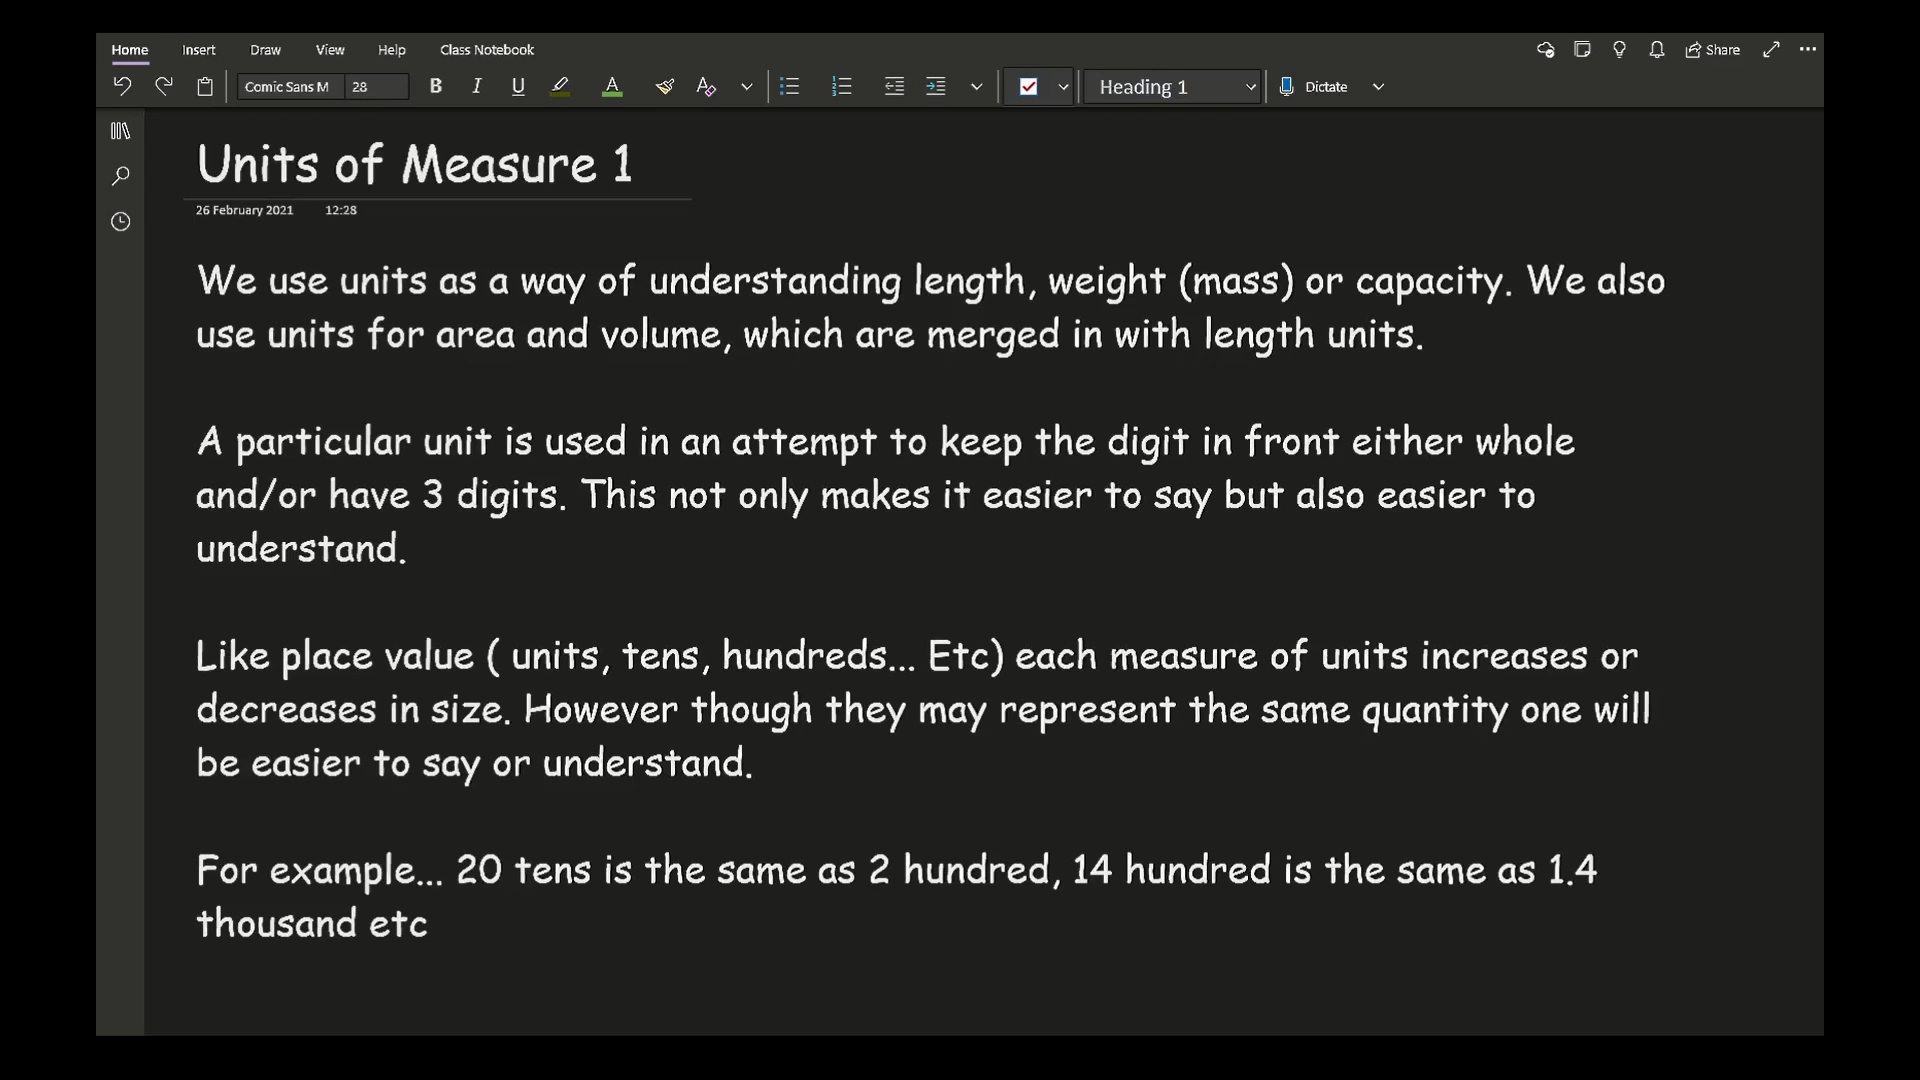 Home Insert Draw View Help Class Notebook Share
Comic Sans M 28 B I U A A Heading 1 Dictate
Units of Measure 1
26 February 2021 12:28
We use units as a way of understanding length, weight (mass) or capacity. We also
use units for area and volume, which are merged in with length units.
A particular unit is used in an attempt to keep the digit in front either whole
and/or have 3 digits. This not only makes it easier to say but also easier to
understand.
Like place value ( units, tens, hundreds... Etc) each measure of units increases or
decreases in size. However though they may represent the same quantity one will
be easier to say or understand.
For example... 20 tens is the same as 2 hundred, 14 hundred is the same as 1.4
thousand etc